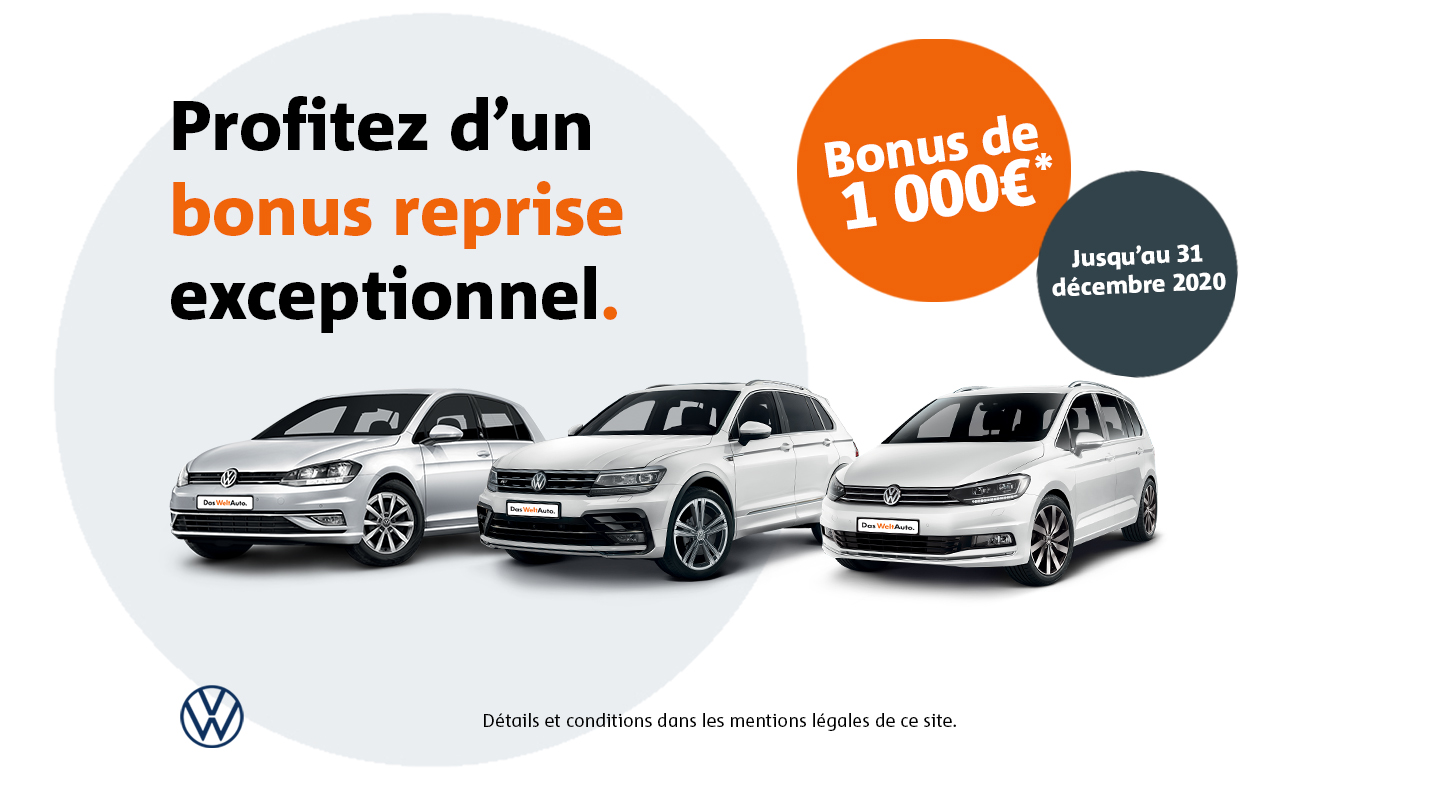 Profitez d’un
bonus reprise
exceptionnel.
Bonus de
1 000€*
Jusqu’au 31
décembre 2020
Das WeltAuto.
Das WeltAuto.
Das WeltAuto.
Détails et conditions dans les mentions légales de ce site.